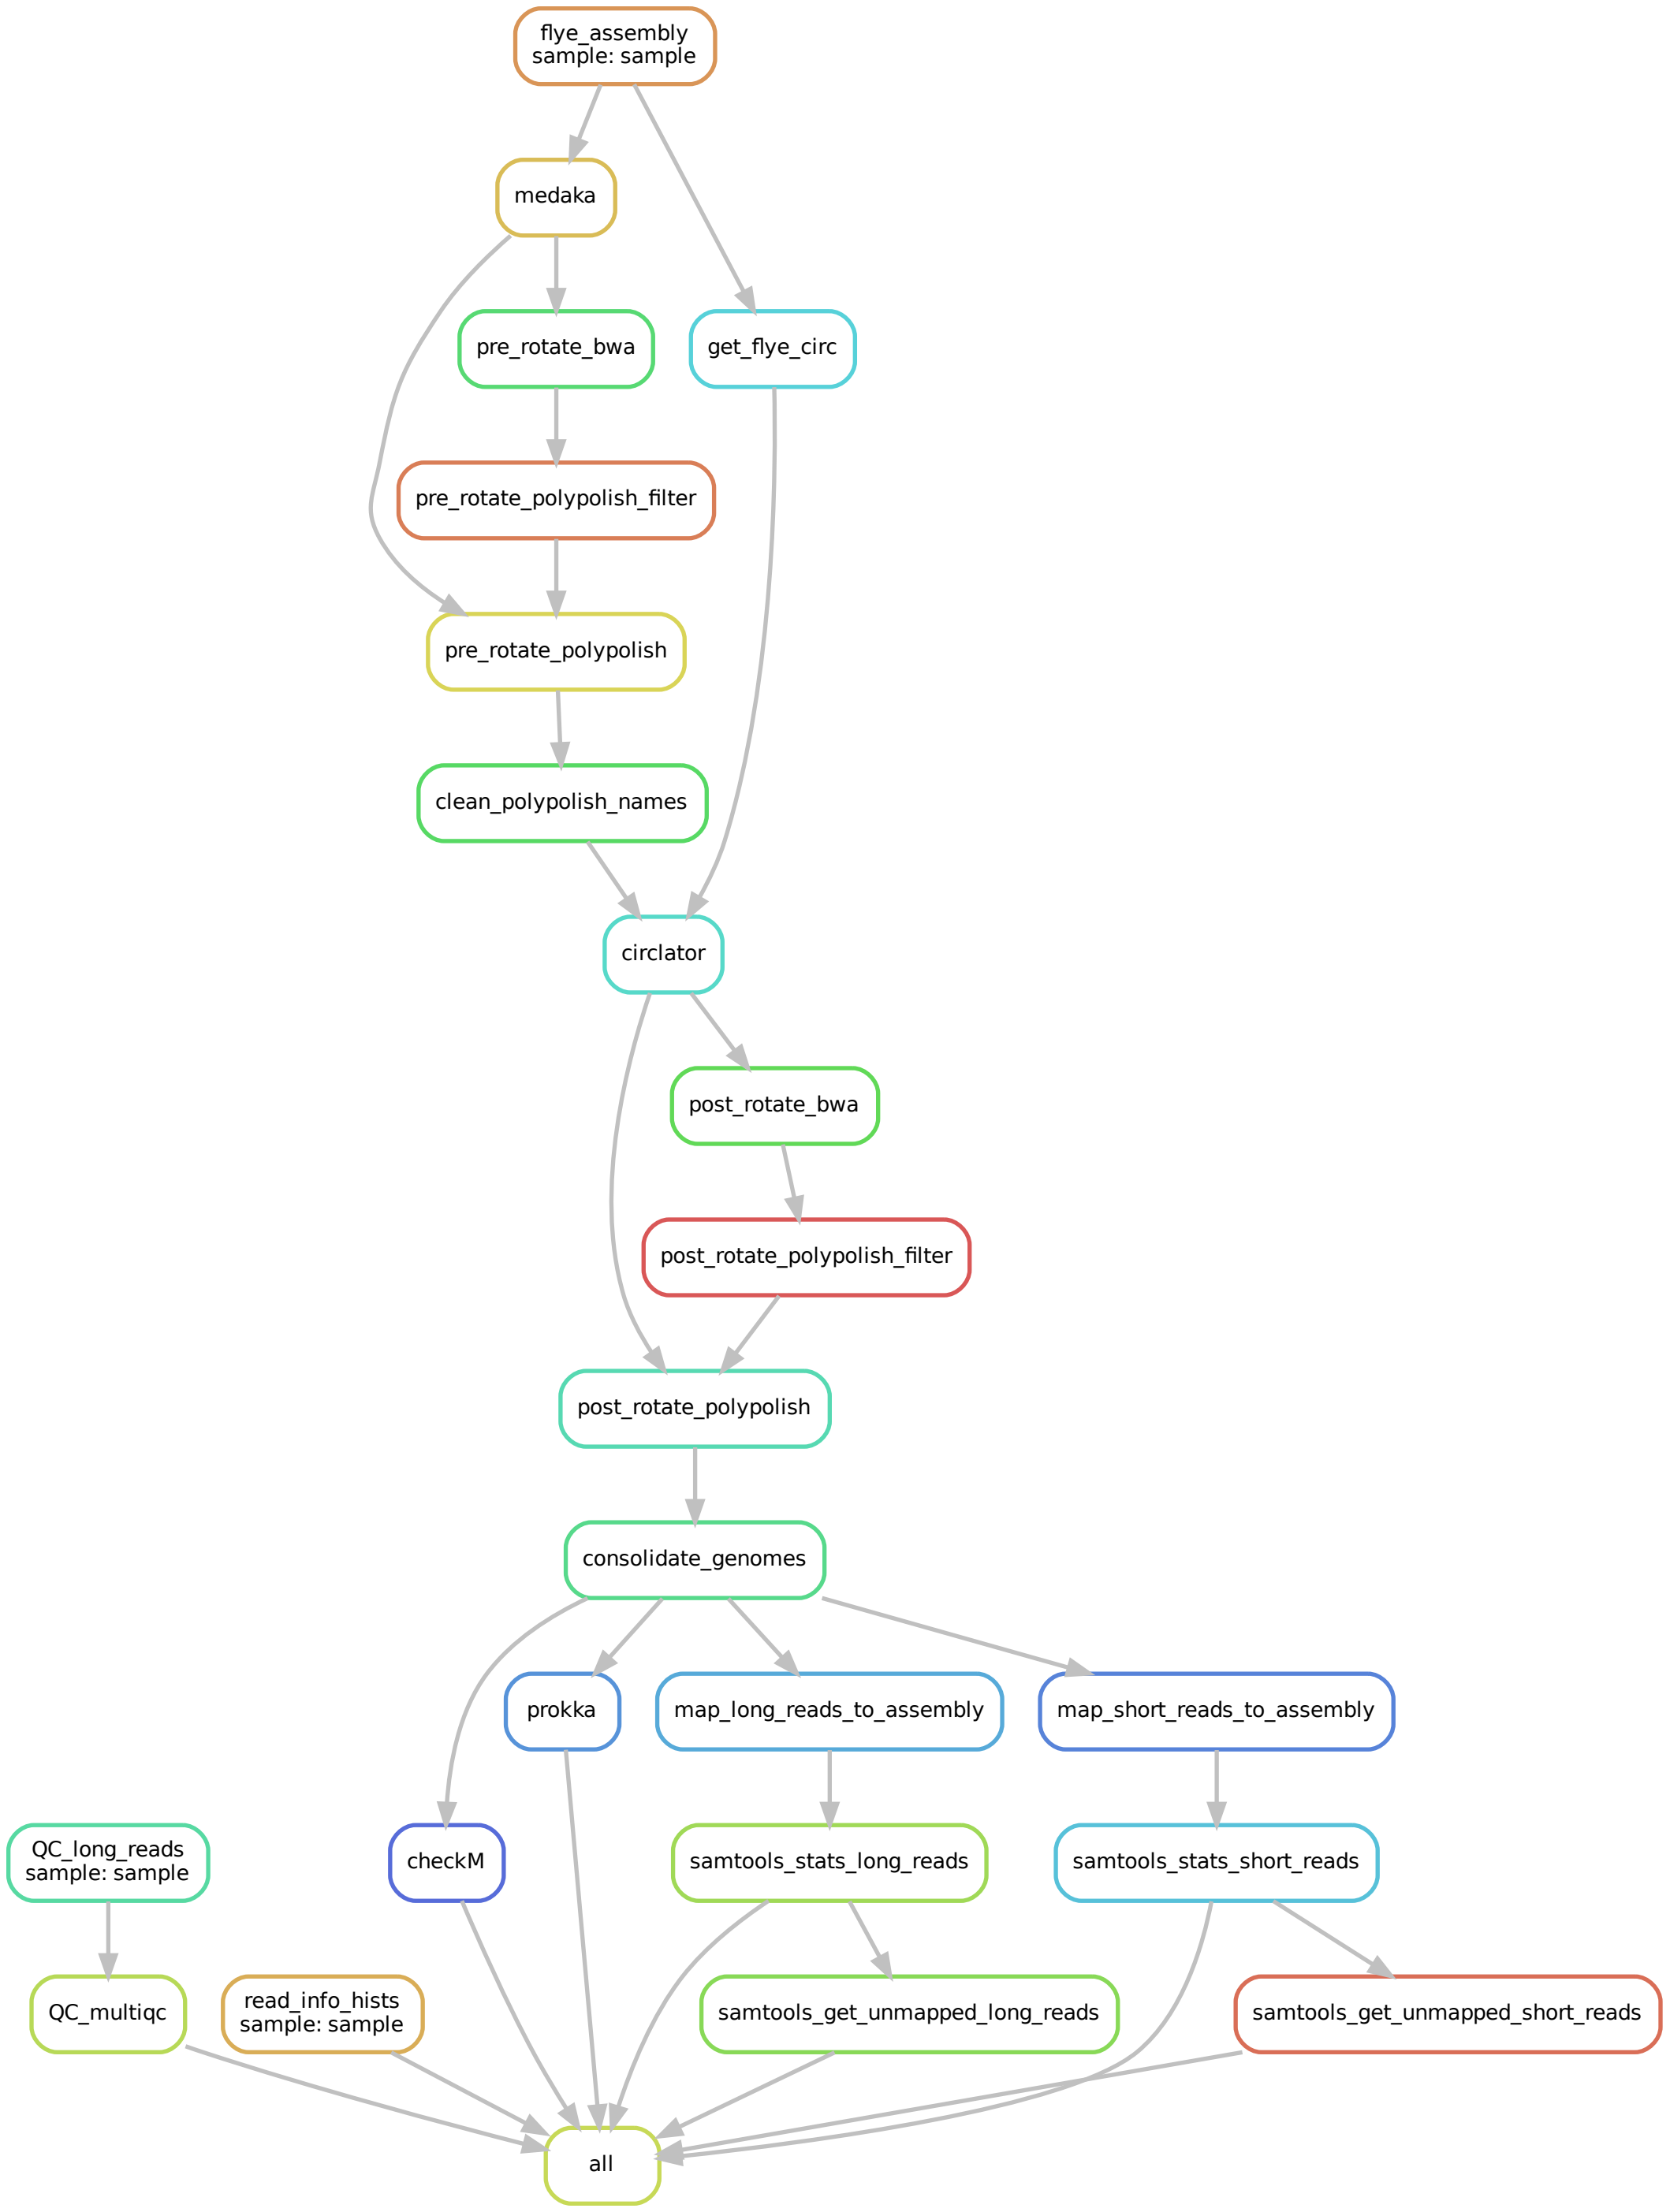 flye_assembly
sample: sample
medaka
pre_rotate_bwa
get_flye_circ
pre_rotate_polypolish_filter
pre_rotate_polypolish
clean_polypolish_names
circlator
post_rotate_bwa
post_rotate_polypolish_filter
post_rotate_polypolish
consolidate_genomes
prokka
map_long_reads_to_assembly
map_short_reads_to_assembly
QC_long_reads
sample: sample
checkM
samtools_stats_long_reads
samtools_stats_short_reads
QC_multiqc
read_info_hists
sample: sample
samtools_get_unmapped_long_reads
samtools_get_unmapped_short_reads
all